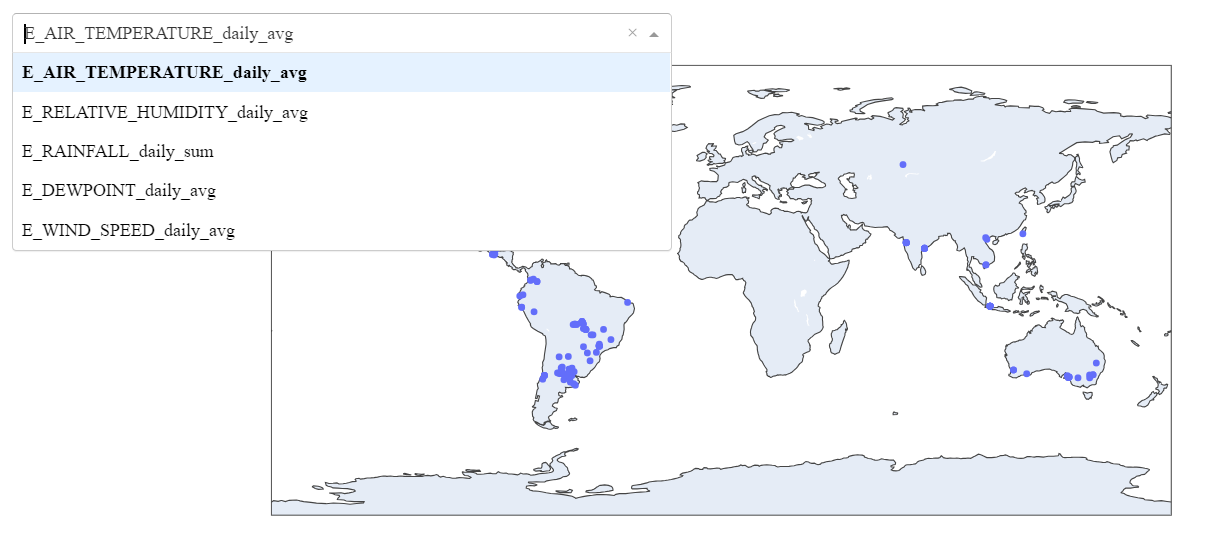 E_AIR_TEMPERATURE_daily_avg ×
E_AIR_TEMPERATURE_daily_avg
E_RELATIVE_HUMIDITY_daily_avg
E_RAINFALL_daily_sum
E_DEWPOINT_daily_avg
E_WIND_SPEED_daily_avg